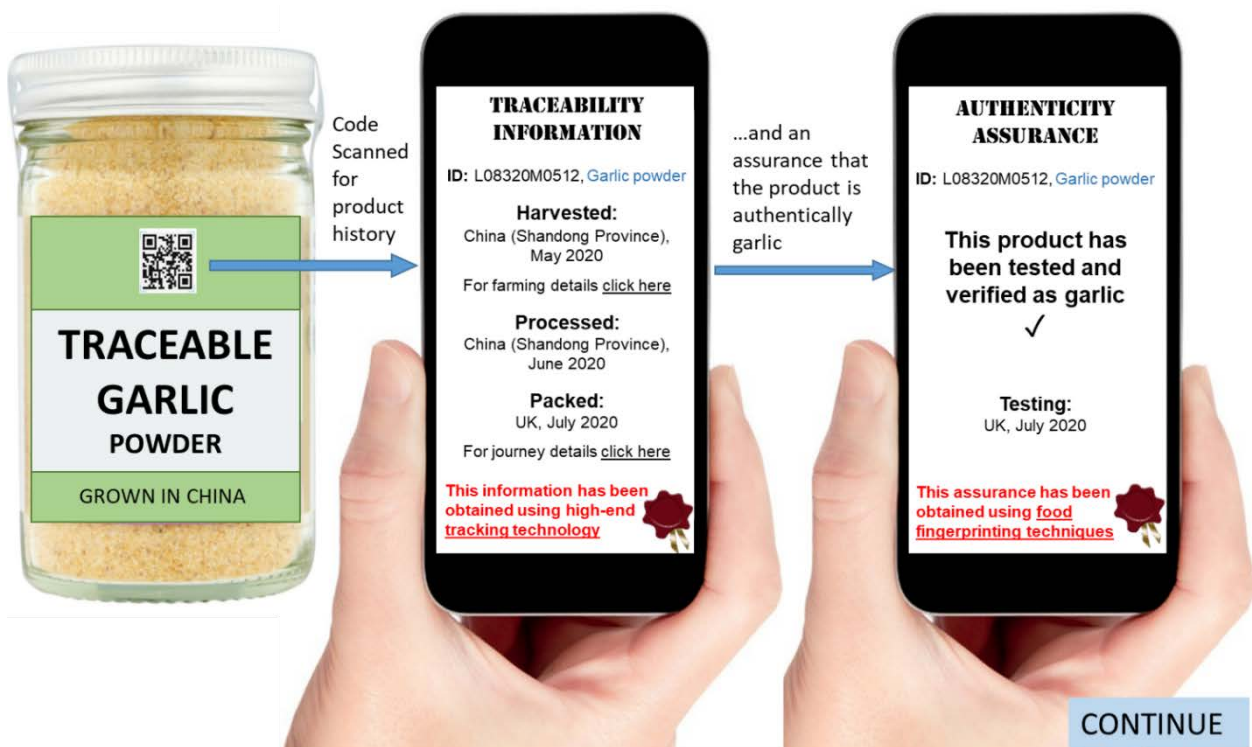 TRACEABLE
GARLIC
POWDER
GROWN IN CHINA
Code
Scanned
for
product
history
TRACEABILITY
INFORMATION
ID: L08320M0512, Garlic powder
Harvested:
China (Shandong Province),
May 2020
For farming details click here
Processed:
China (Shandong Province),
June 2020
Packed:
UK, July 2020
For journey details click here
This information has been
obtained using high-end
tracking technology
...and an
assurance that
the product is
authentically
garlic
AUTHENTICITY
ASSURANCE
ID: L08320M0512, Garlic powder
This product has
been tested and
verified as garlic
✓
Testing:
UK, July 2020
This assurance has been
obtained using food
fingerprinting techniques
CONTINUE